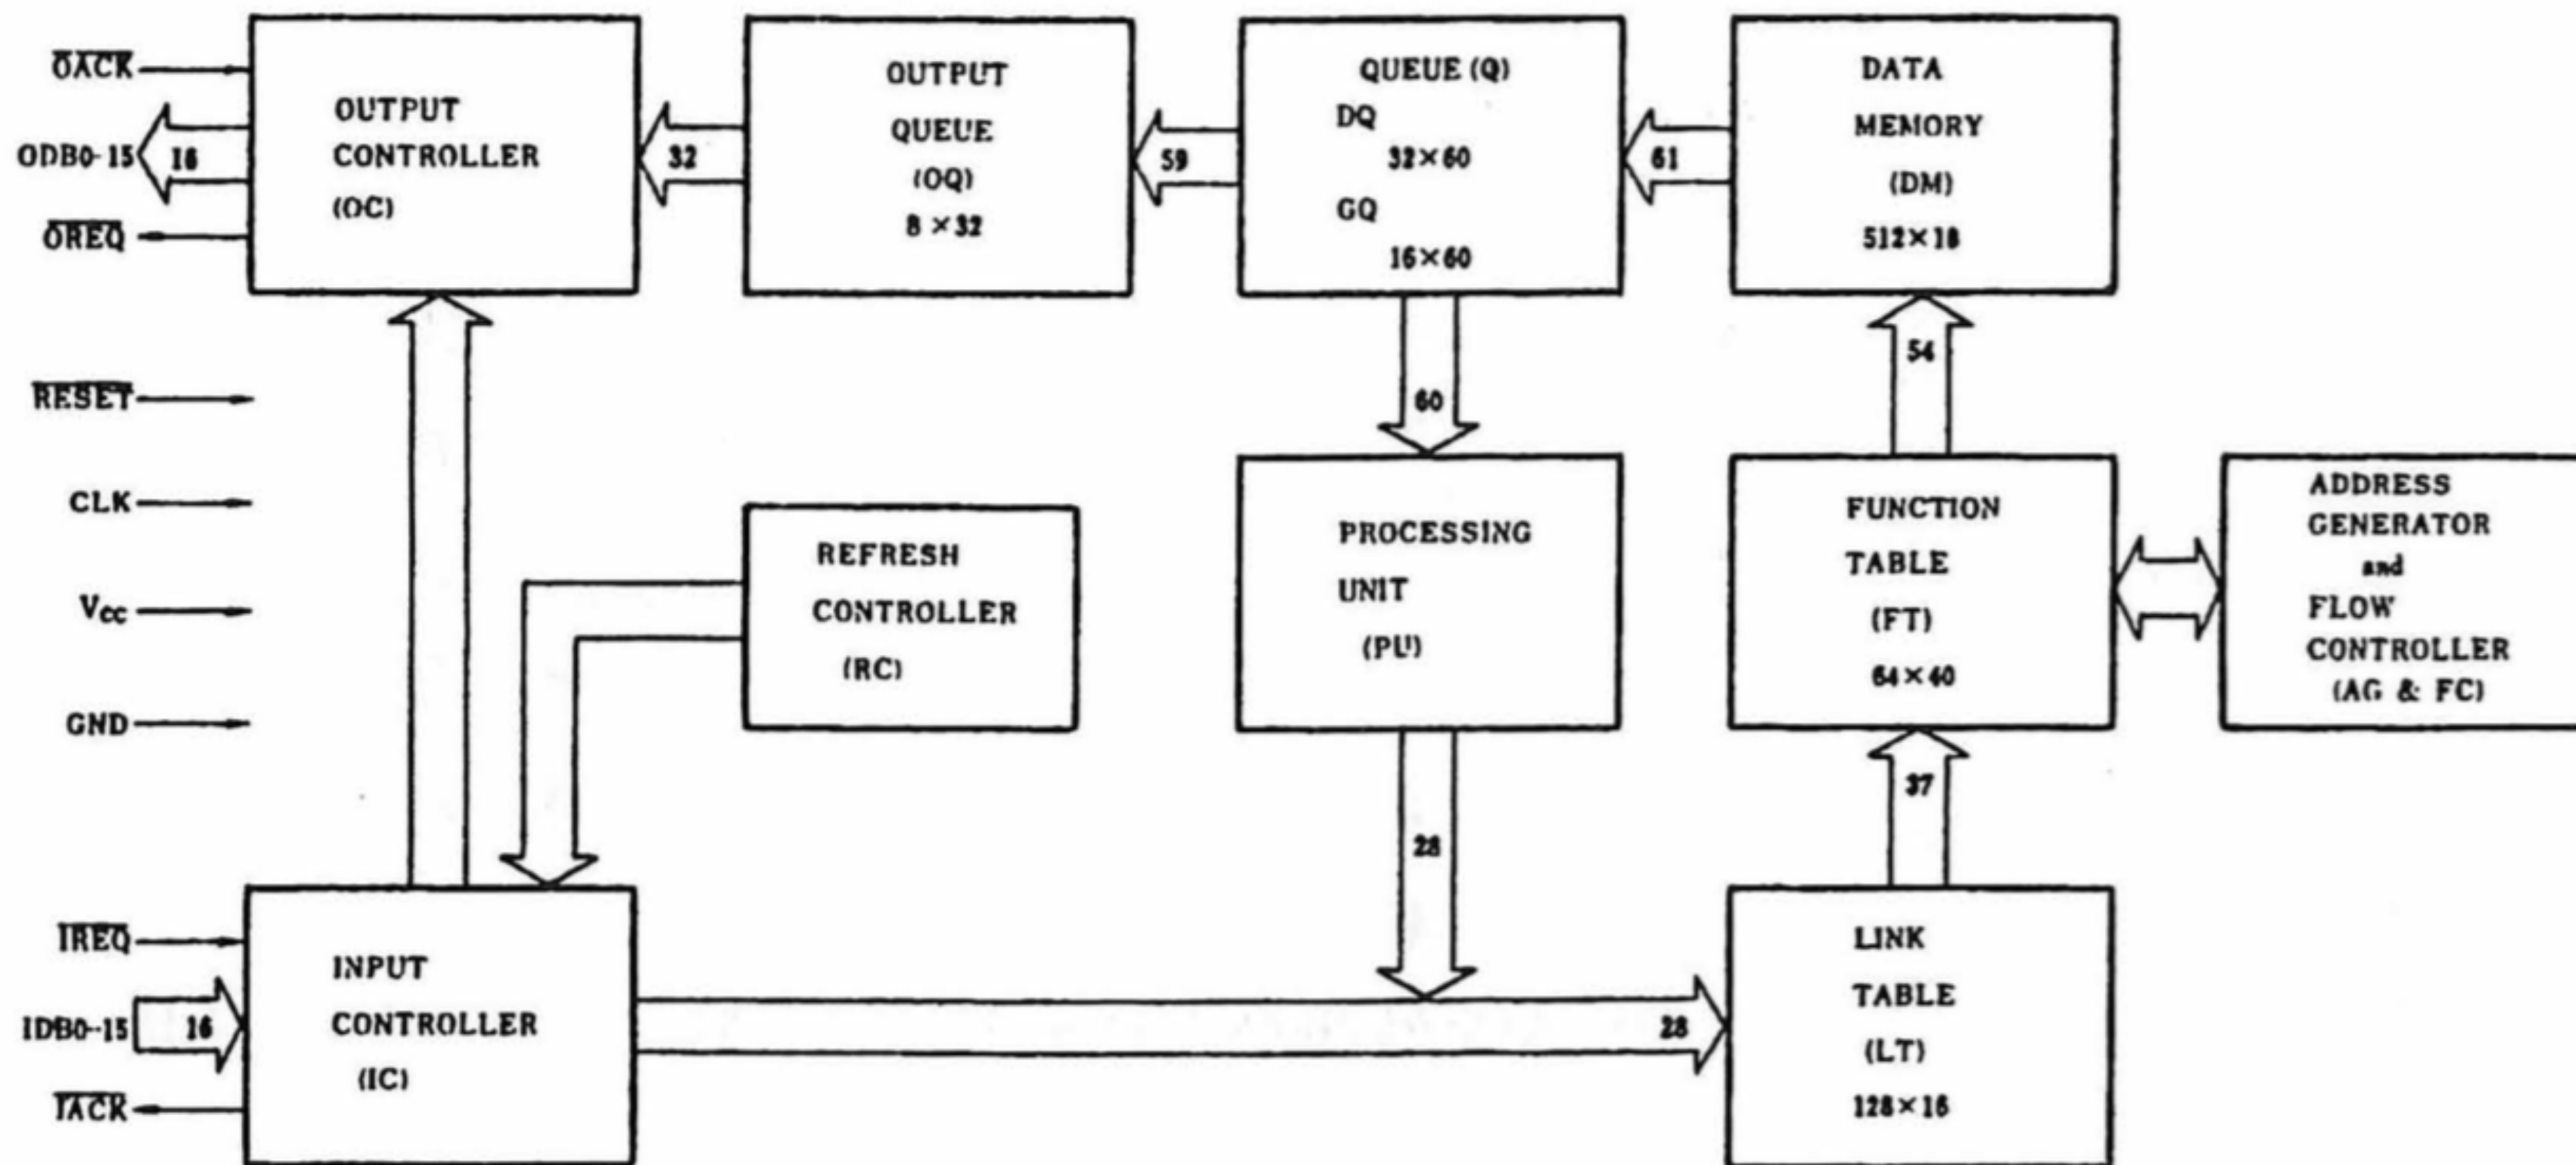 OACK
ODB0-15
16
OREQ
OUTPUT
CONTROLLER
(OC)
32
OUTPUT
QUEUE
(OQ)
8×32
59
QUEUE (Q)
DQ
32×60
GQ
16×60
61
DATA
MEMORY
(DM)
512×18
RESET
CLK
VCC
GND
REFRESH
CONTROLLER
(RC)
60
PROCESSING
UNIT
(PU)
28
54
FUNCTION
TABLE
(FT)
64×40
37
ADDRESS
GENERATOR
and
FLOW
CONTROLLER
(AG & FC)
IREQ
IDB0-15
16
IACK
INPUT
CONTROLLER
(IC)
28
LINK
TABLE
(LT)
128×16